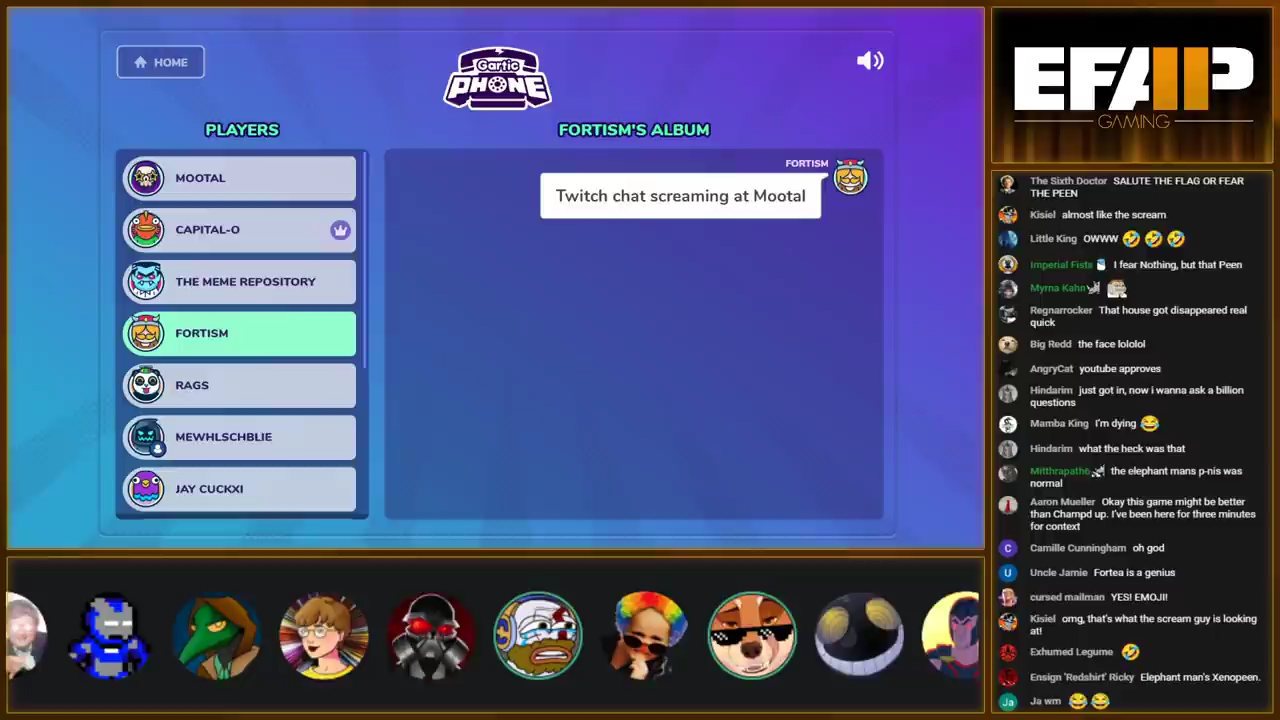 HOME
Gartic
PHONE
PLAYERS
MOOTAL
CAPITAL-O
THE MEME REPOSITORY
FORTISM
RAGS
MEWHLSCHBLIE
JAY CUCKXI
FORTISM'S ALBUM
FORTISM
Twitch chat screaming at Mootal
EFAP
GAMING
The Sixth Doctor SALUTE THE FLAG OR FEAR
THE PEEN
Kisiel almost like the scream
Little King OWWW 🤣 🤣 🤣
Imperial Fists I fear Nothing, but that Peen
Myrna Kahn
Regnarrocker That house got disappeared real
quick
Big Redd the face lololol
AngryCat youtube approves
Hindarim just got in, now i wanna ask a billion
questions
Mamba King I'm dying 😂
Hindarim what the heck was that
Mitthrapath6 the elephant mans p-nis was
normal
Aaron Mueller Okay this game might be better
than Champd up. I've been here for three minutes
for context
C
Camille Cunningham oh god
U
Uncle Jamie Fortea is a genius
cursed mailman YES! EMOJI!
Kisiel omg, that's what the scream guy is looking
at!
Exhumed Legume 🤣
Ensign 'Redshirt' Ricky Elephant man's Xenopeen.
Ja
Ja wm 😂 😂